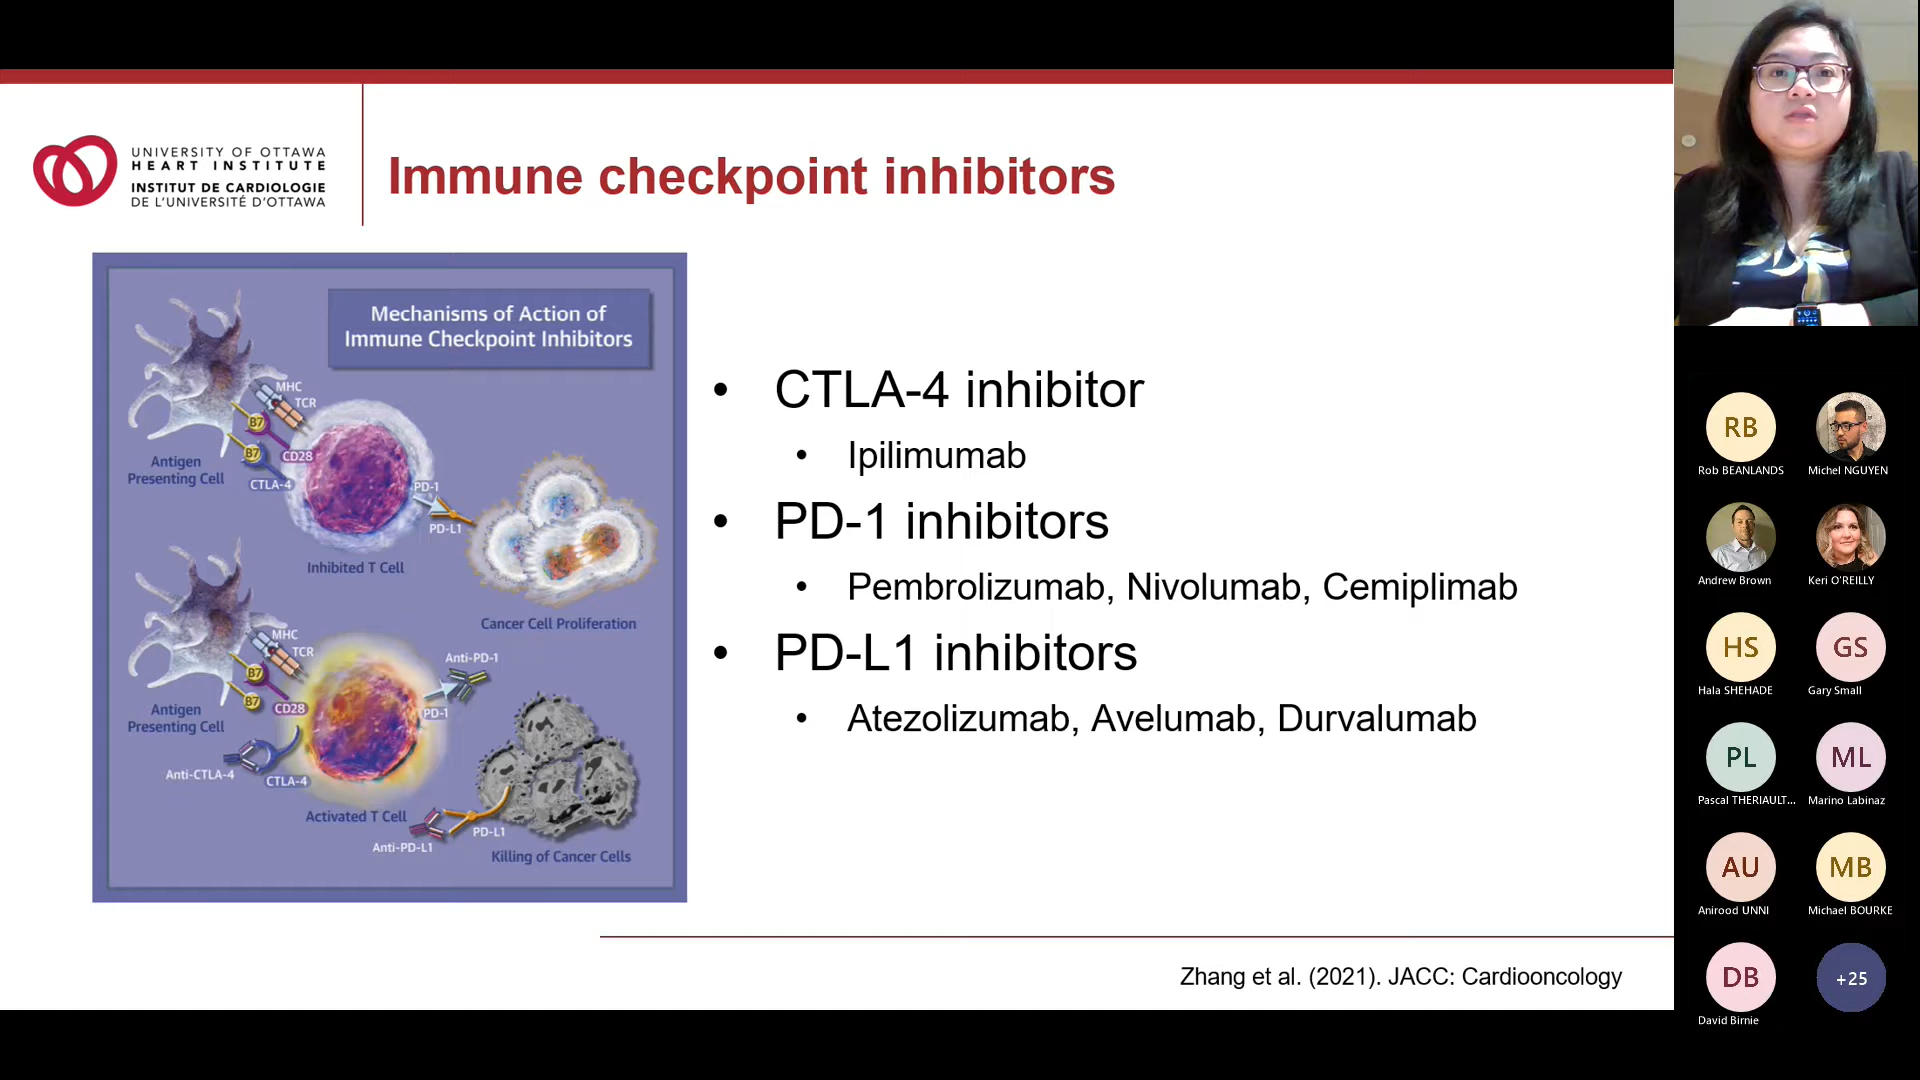 UNIVERSITY OF OTTAWA
HEART INSTITUTE
INSTITUT DE CARDIOLOGIE
DE L'UNIVERSITÉ D'OTTAWA
Immune checkpoint inhibitors
Mechanisms of Action of
Immune Checkpoint Inhibitors
MHC
TCR
B7
B7
CD28
CTLA-4
Antigen
Presenting Cell
PD-1
PD-L1
Inhibited T Cell
Cancer Cell Proliferation
MHC
TCR
B7
B7
CD28
Antigen
Presenting Cell
Anti-PD-1
PD-1
Anti-CTLA-4
CTLA-4
Activated T Cell
Anti-PD-L1
PD-L1
Killing of Cancer Cells
• CTLA-4 inhibitor
• Ipilimumab
• PD-1 inhibitors
• Pembrolizumab, Nivolumab, Cemiplimab
• PD-L1 inhibitors
• Atezolizumab, Avelumab, Durvalumab
Zhang et al. (2021). JACC: Cardiooncology
RB
Rob BEANLANDS
Michel NGUYEN
Andrew Brown
Keri O'REILLY
HS
Hala SHEHADE
GS
Gary Small
PL
Pascal THERIAULT...
ML
Marino Labinaz
AU
Anirood UNNI
MB
Michael BOURKE
DB
David Birnie
+25